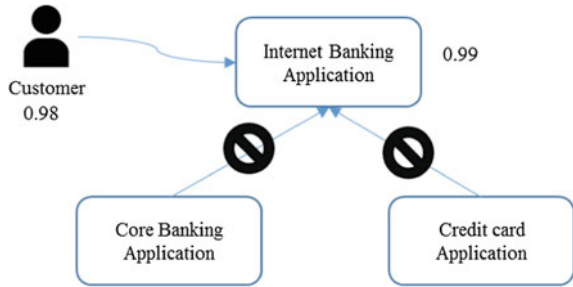 Internet Banking
Application
0.99
Customer
0.98
Core Banking
Application
Credit card
Application